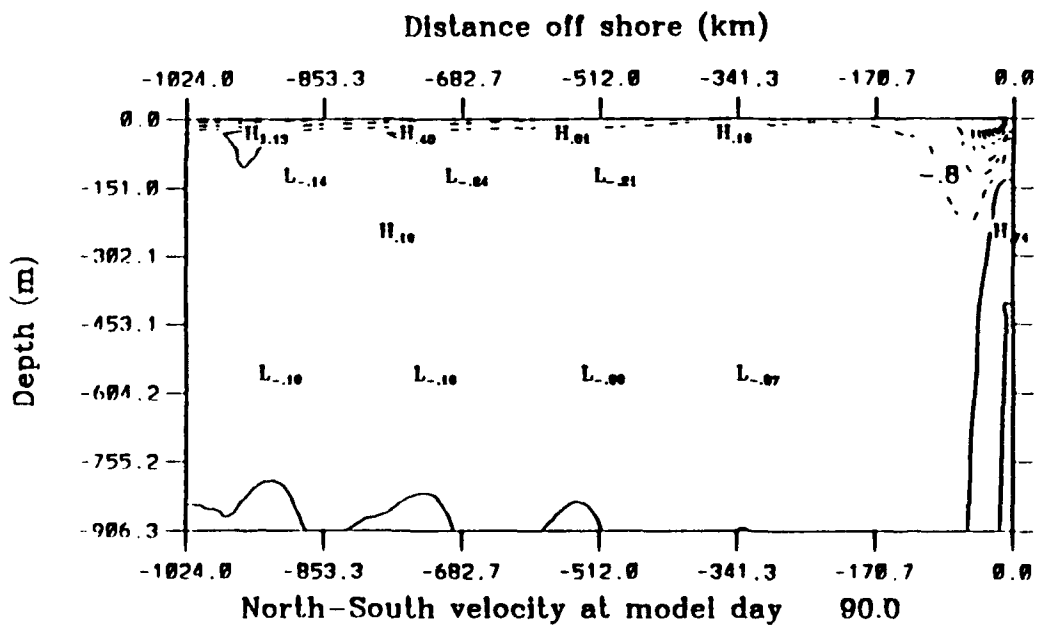 Distance off shore (km)
-1024.0 -853.3 -682.7 -512.0 -341.3 -170.7 0.0
Depth (m)
0.0
H H.40 H.01 H
-.8
-151.0
L-.14 L L-.21
H
H
-302.1
-453.1
L L L L-.07
-604.2
-755.2
-906.3
-1024.0 -853.3 -682.7 -512.0 -341.3 -170.7 0.0
North-South velocity at model day 90.0